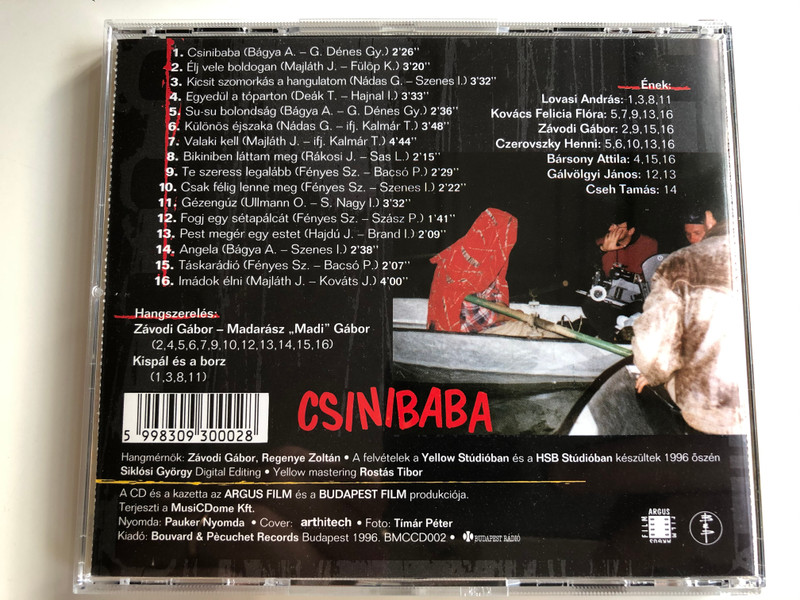 1. Csinibaba (Bágya A. – G. Dénes Gy.) 2'26''
2. Élj vele boldogan (Majláth J. – Fülöp K.) 3'20''
3. Kicsit szomorkás a hangulatom (Nádas G. – Szenes I.) 3'32''
4. Egyedül a tóparton (Deák T. – Hajnal I.) 3'33''
5. Su-su bolondság (Bágya A. – G. Dénes Gy.) 2'36''
6. Különös éjszaka (Nádas G. – ifj. Kalmár T.) 3'48''
7. Valaki kell (Majláth J. – ifj. Kalmár T.) 4'44''
8. Bikiniben láttam meg (Rákosi J. – Sas L.) 2'15''
9. Te szeress legalább (Fényes Sz. – Bacsó P.) 2'29''
10. Csak félig lenne meg (Fényes Sz. – Szenes I.) 2'22''
11. Gézengúz (Ullmann O. – S. Nagy I.) 3'32''
12. Fogj egy sétapálcát (Fényes Sz. – Szász P.) 1'41''
13. Pest megér egy estet (Hajdú J. – Brand I.) 2'09''
14. Angela (Bágya A. – Szenes I.) 2'38''
15. Táskarádió (Fényes Sz. – Bacsó P.) 2'07''
16. Imádok élni (Majláth J. – Kováts J.) 4'00''
Ének:
Lovasi András: 1,3,8,11
Kovács Felicia Flóra: 5,7,9,13,16
Závodi Gábor: 2,9,15,16
Czerovszky Henni: 5,6,10,13,16
Bársony Attila: 4,15,16
Gálvölgyi János: 12,13
Cseh Tamás: 14
Hangszerelés:
Závodi Gábor – Madarász „Madi" Gábor
(2,4,5,6,7,9,10,12,13,14,15,16)
Kispál és a borz
(1,3,8,11)
5 998309 300028
CSINIBABA
Hangmérnök: Závodi Gábor, Regenye Zoltán • A felvételek a Yellow Stúdióban és a HSB Stúdióban készültek 1996 őszén
Siklósi György Digital Editing • Yellow mastering Rostás Tibor
A CD és a kazetta az ARGUS FILM és a BUDAPEST FILM produkciója.
Terjeszti a MusiCDome Kft.
Nyomda: Pauker Nyomda • Cover: arthitech • Foto: Tímár Péter
Kiadó: Bouvard & Pècuchet Records Budapest 1996. BMCCD002 • BUDAPEST RÁDIÓ
ARGUS
FILM